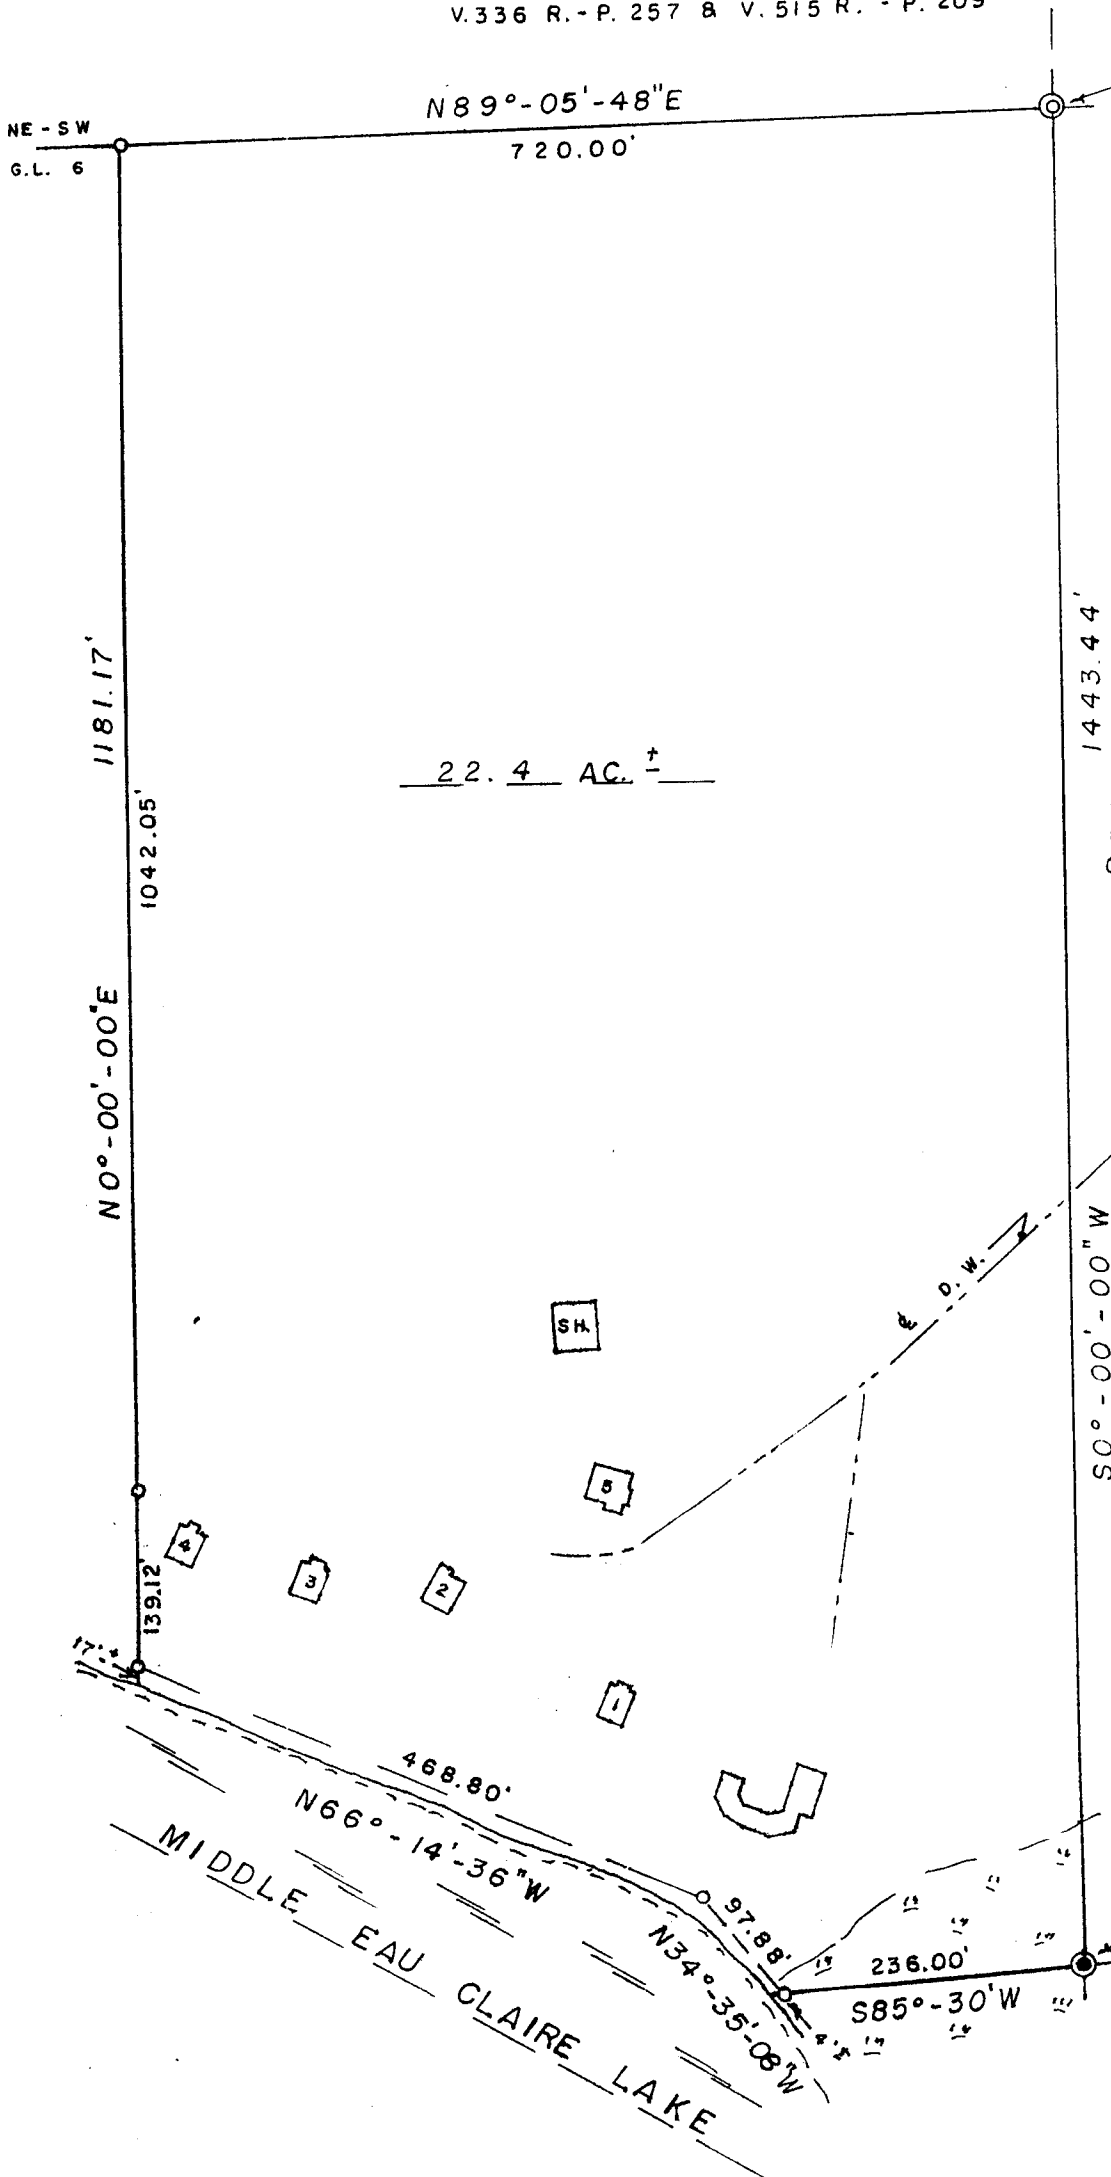 V. 336 R. - P. 257 & V. 515 R. - P. 209
N89°-05'-48"E
NE - SW
720.00'
G.L. 6
1443.44'
1181.17'
22.4 AC. ±
1042.05'
N0°-00'-00"E
S0°-00'-00"W
D. W.
SH.
5
4
3
2
139.12'
17'±
1
468.80'
N66°-14'-36"W
MIDDLE EAU CLAIRE LAKE
97.88'
236.00'
S85°-30'W
N34°-35'-08"W